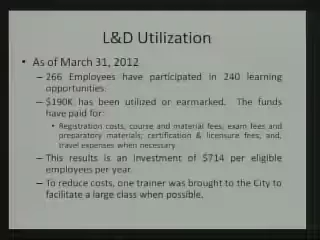 L&D Utilization
• As of March 31, 2012
– 266 Employees have participated in 240 learning
opportunities.
– $190K has been utilized or earmarked. The funds
have paid for:
• Registration costs, course and material fees, exam fees and
preparatory materials, certification & licensure fees, and,
travel expenses when necessary
– This results is an investment of $714 per eligible
employees per year.
– To reduce costs, one trainer was brought to the City to
facilitate a large class when possible.